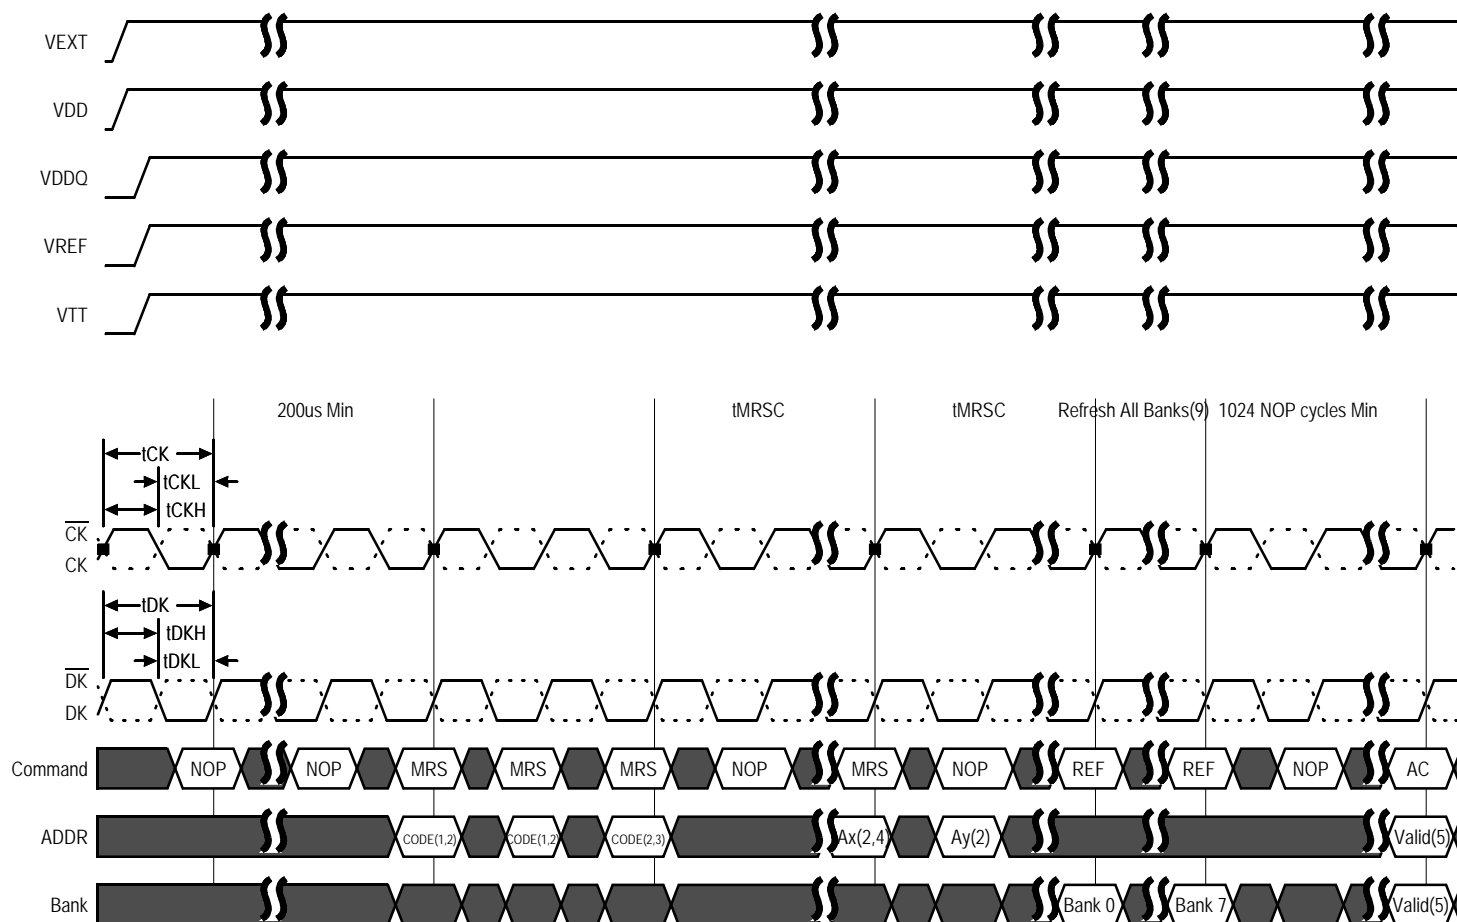 VEXT
VDD
VDDQ
VREF
VTT
200us Min tMRSC tMRSC Refresh All Banks(9) 1024 NOP cycles Min
tCK
tCKL
tCKH
CK
CK
tDK
tDKH
tDKL
DK
DK
Command NOP NOP MRS MRS MRS NOP MRS NOP REF REF NOP AC
ADDR CODE(1,2) CODE(1,2) CODE(2,3) Ax(2,4) Ay(2) Valid(5)
Bank Bank 0 Bank 7 Valid(5)